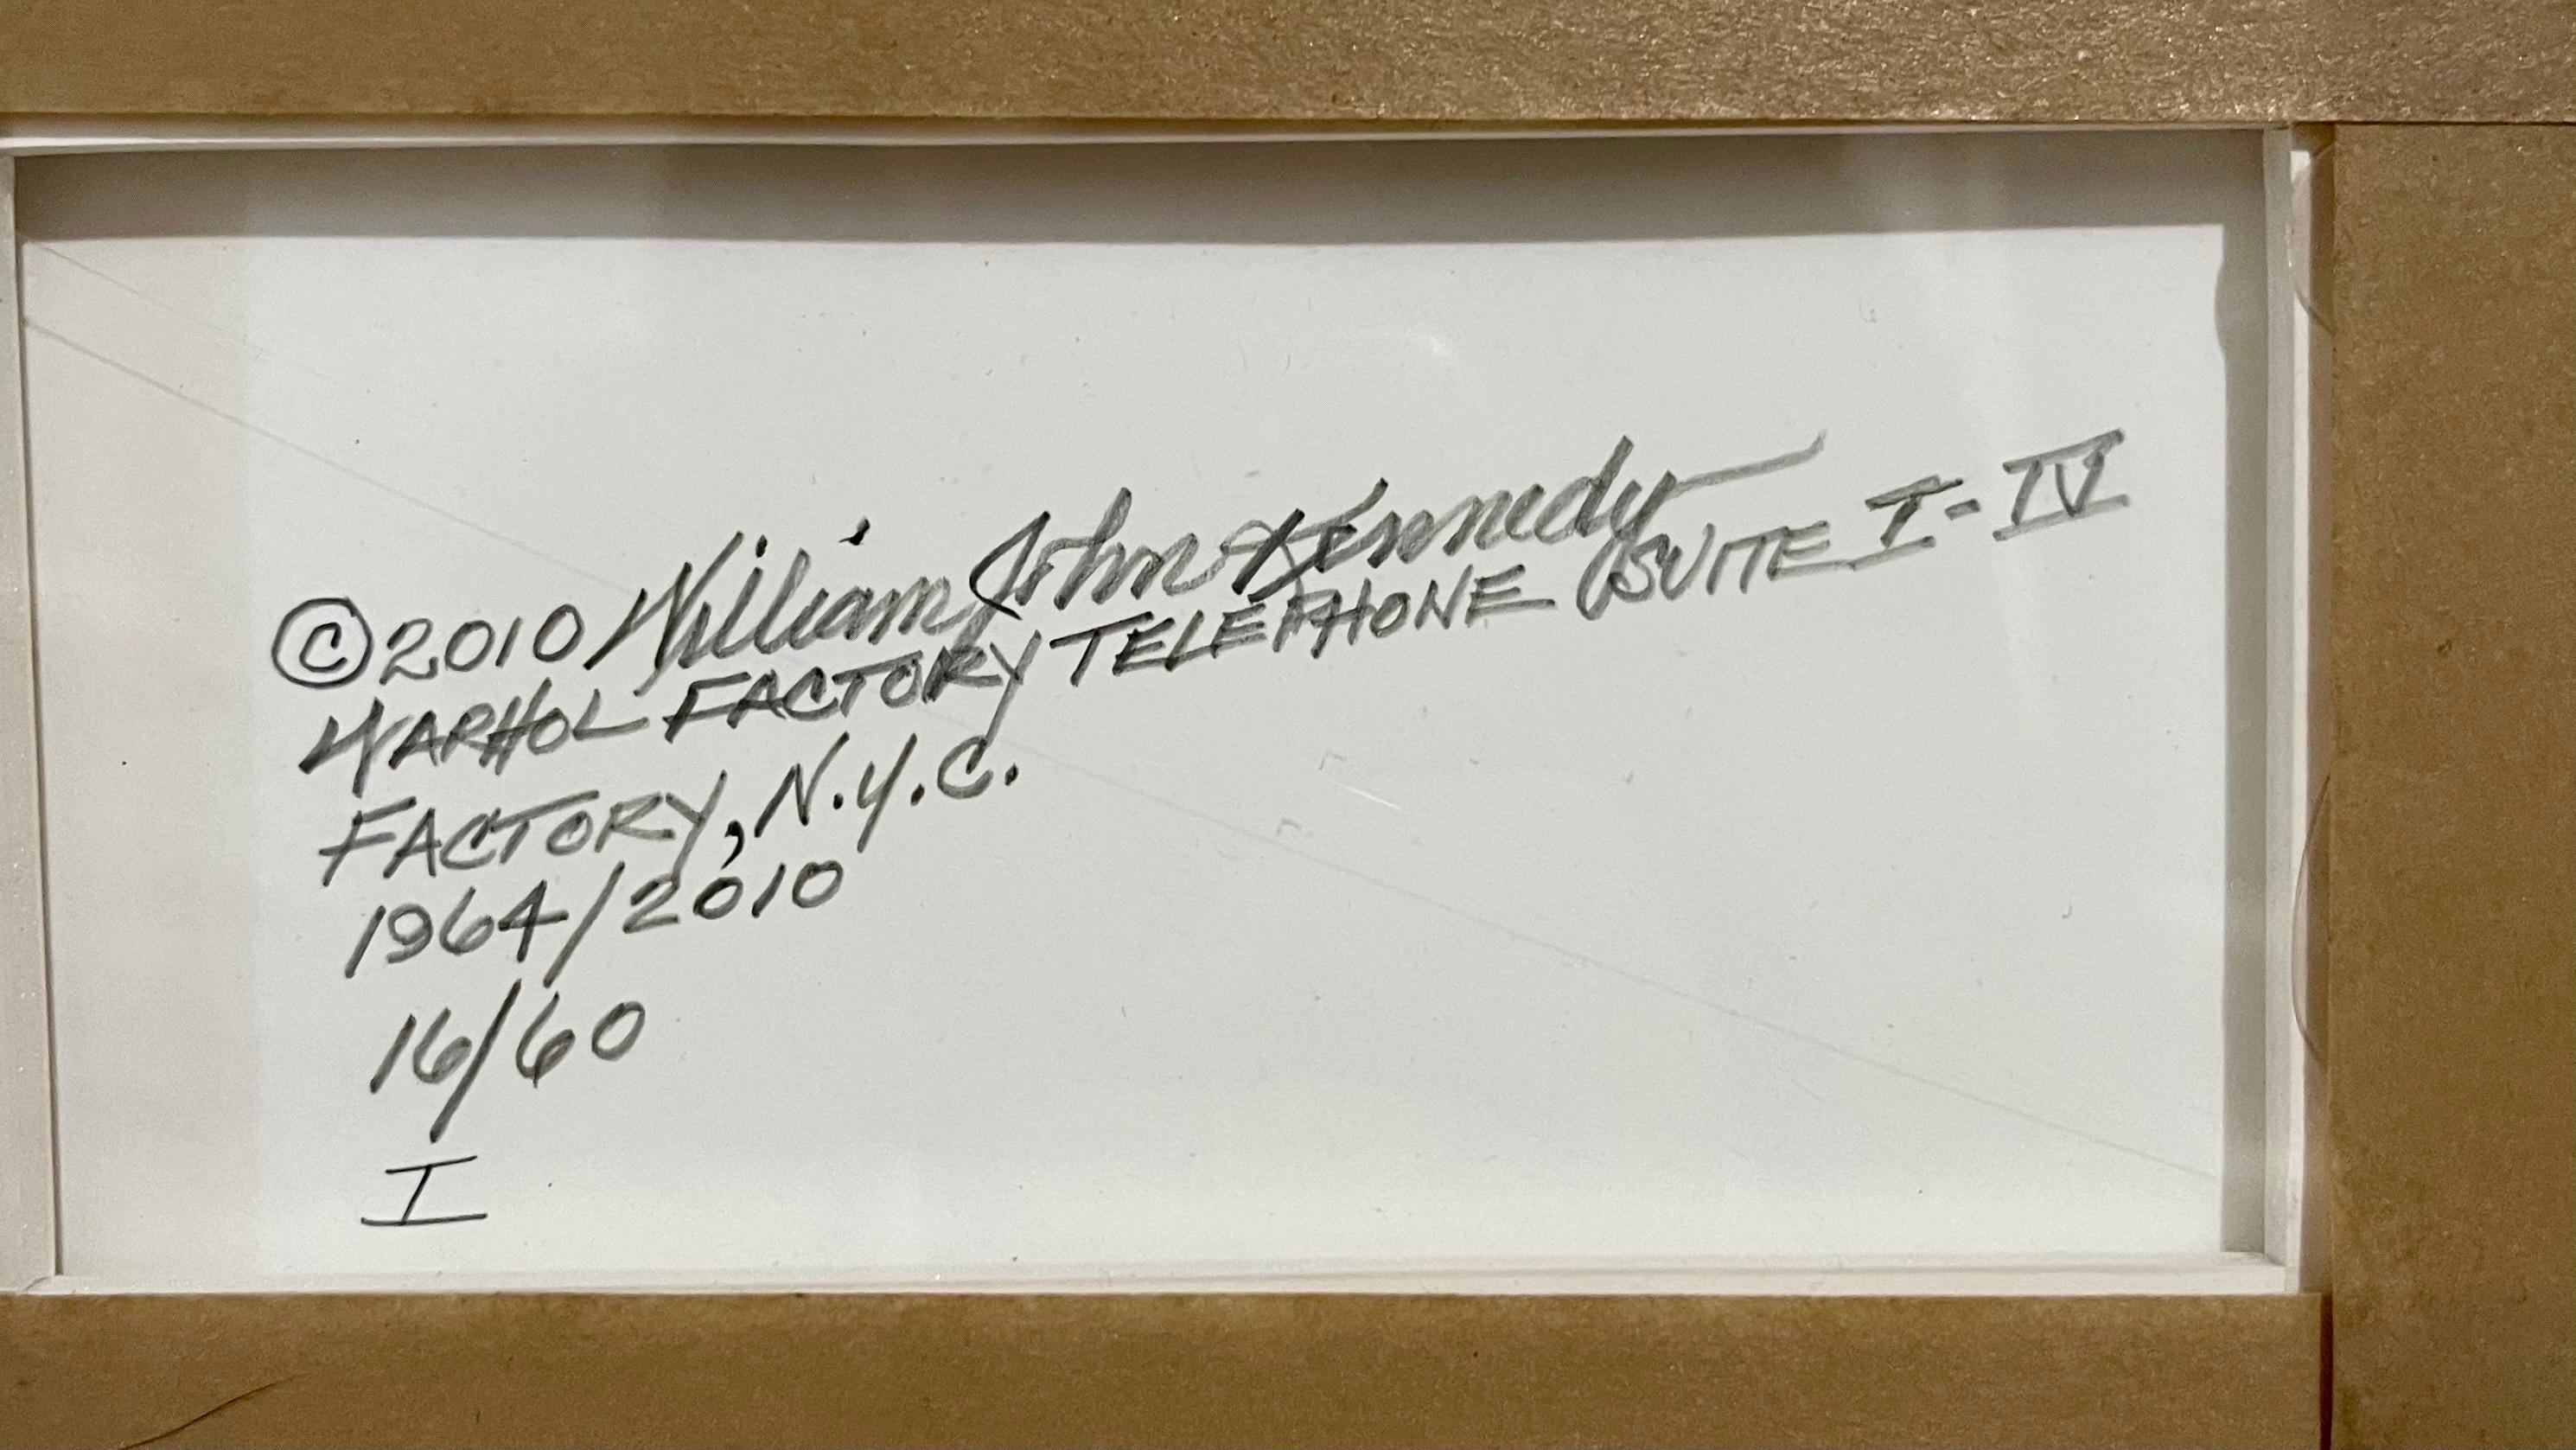 ©2010 William John Kennedy
WARHOL FACTORY TELEPHONE (SUITE I-IV
FACTORY, N.Y.C.
1964/2010
16/60
I